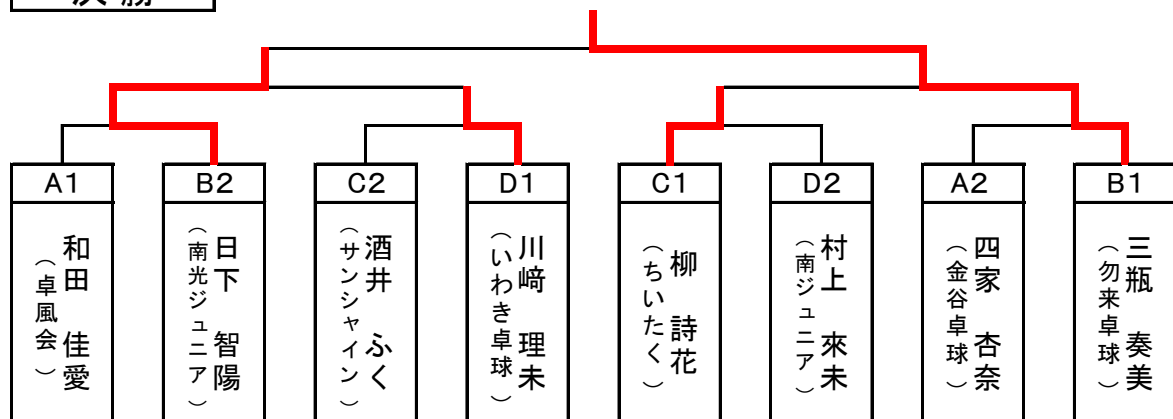 決勝
A1
和田 佳愛
（卓風会）
B2
日下 智陽
（南光ジュニア）
C2
酒井 ふく
（サンシャイン）
D1
川﨑 理未
（いわき卓球）
C1
柳 詩花
（ちいたく）
D2
村上 來未
（南ジュニア）
A2
四家 杏奈
（金谷卓球）
B1
三瓶 奏美
（勿来卓球）